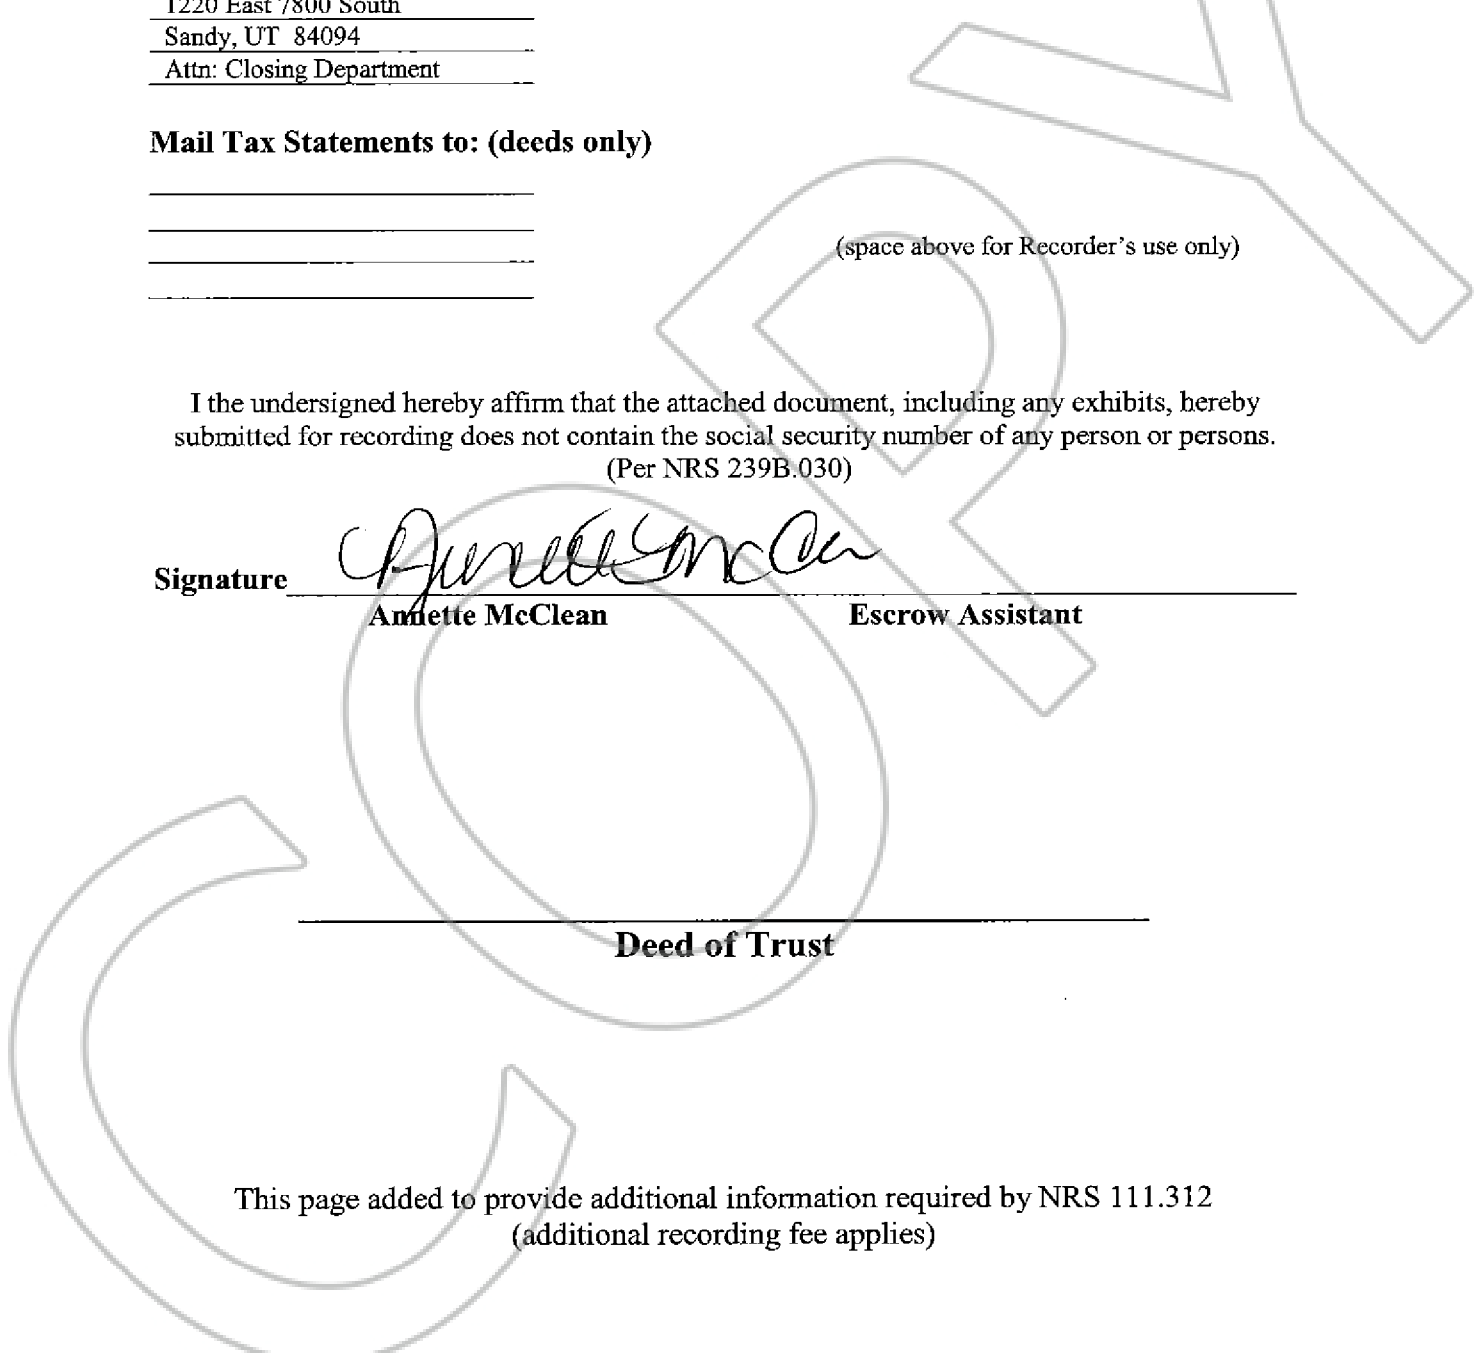 1220 East 7800 South
Sandy, UT 84094
Attn: Closing Department
Mail Tax Statements to: (deeds only)
(space above for Recorder's use only)
I the undersigned hereby affirm that the attached document, including any exhibits, hereby
submitted for recording does not contain the social security number of any person or persons.
(Per NRS 239B.030)
Signature Annette McClean
Annette McClean Escrow Assistant
Deed of Trust
This page added to provide additional information required by NRS 111.312
(additional recording fee applies)
COPY